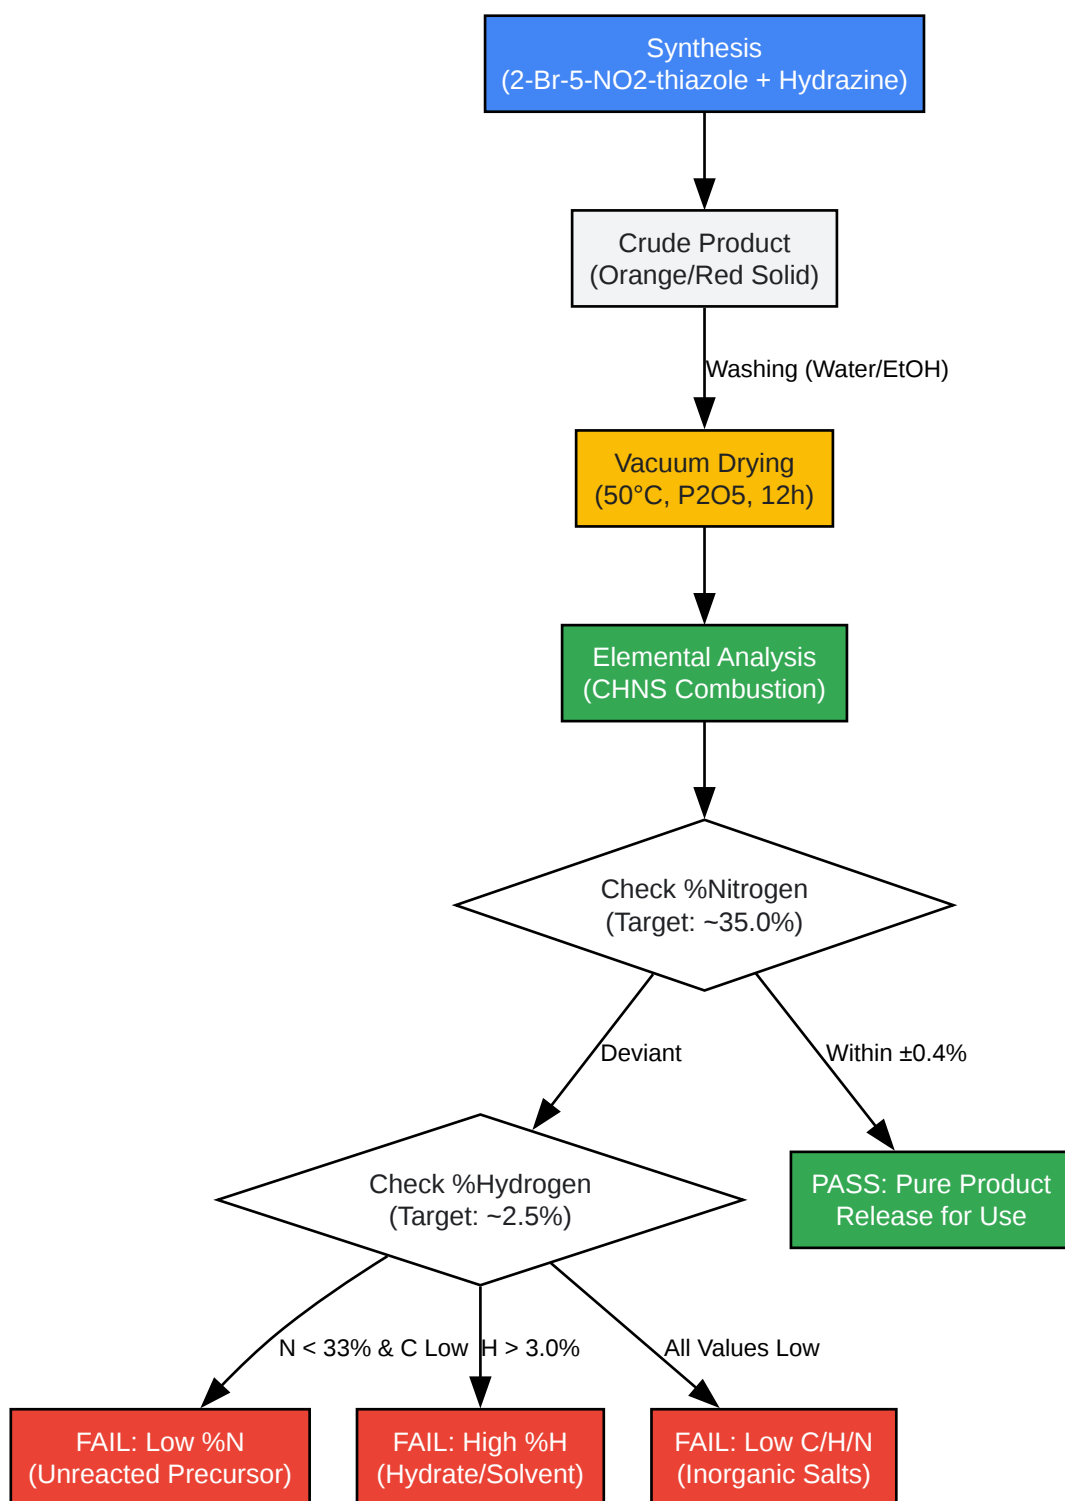 Synthesis
(2-Br-5-NO2-thiazole + Hydrazine)
Crude Product
(Orange/Red Solid)
Washing (Water/EtOH)
Vacuum Drying
(50°C, P2O5, 12h)
Elemental Analysis
(CHNS Combustion)
Check %Nitrogen
(Target: ~35.0%)
Deviant
Within ±0.4%
Check %Hydrogen
(Target: ~2.5%)
PASS: Pure Product
Release for Use
N < 33% & C Low
H > 3.0%
All Values Low
FAIL: Low %N
(Unreacted Precursor)
FAIL: High %H
(Hydrate/Solvent)
FAIL: Low C/H/N
(Inorganic Salts)